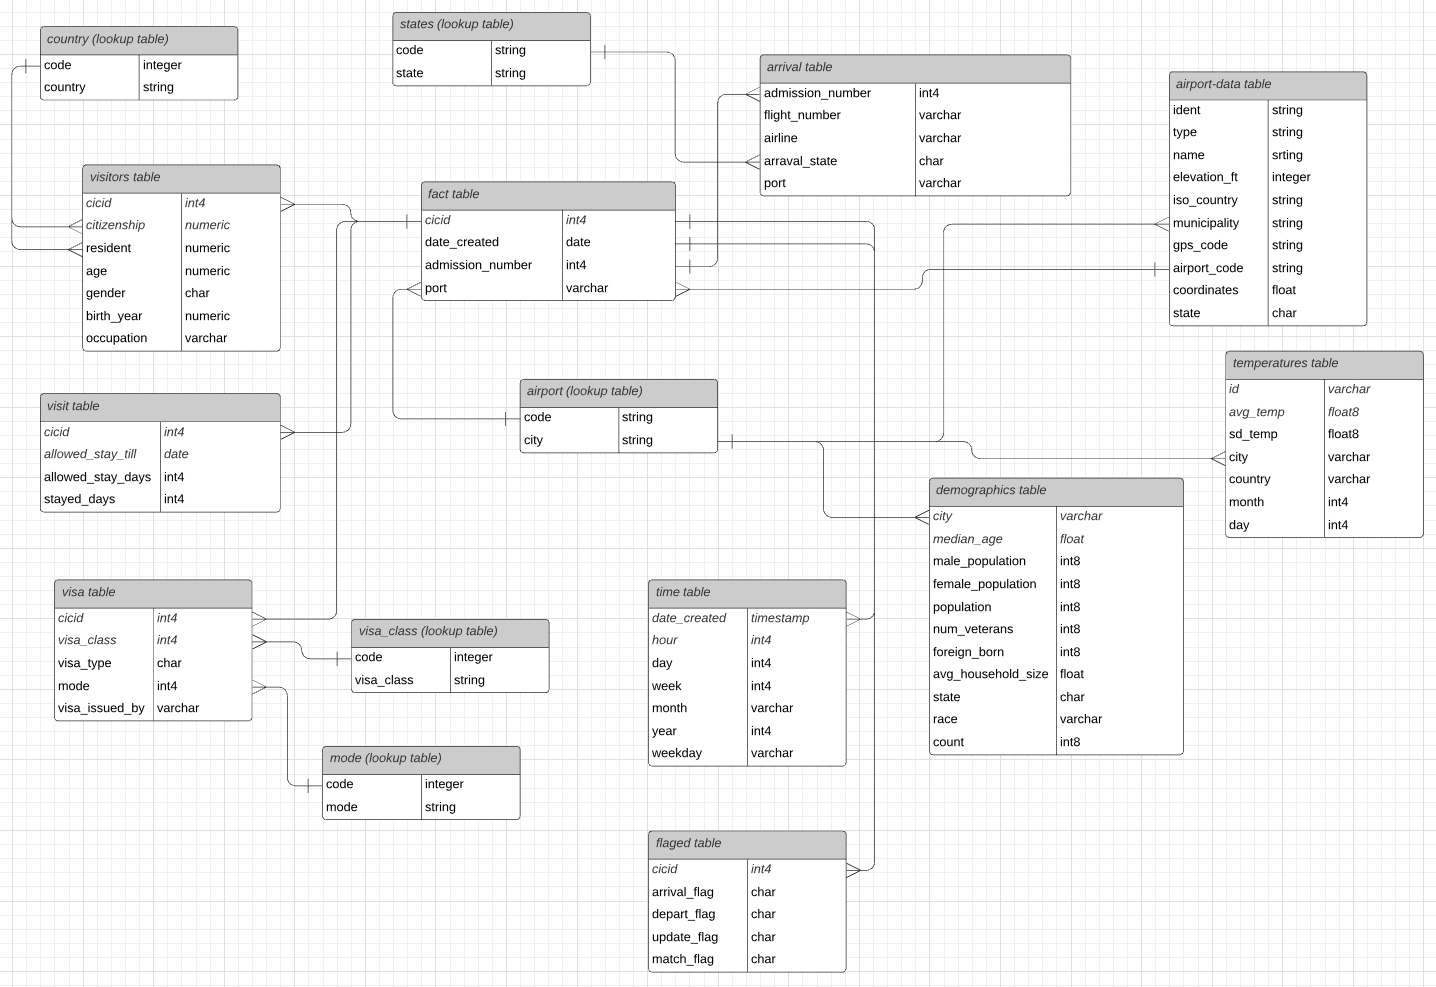 country (lookup table)
code integer
country string
states (lookup table)
code string
state string
arrival table
admission_number int4
flight_number varchar
airline varchar
arraval_state char
port varchar
airport-data table
ident string
type string
name srting
elevation_ft integer
iso_country string
municipality string
gps_code string
airport_code string
coordinates float
state char
visitors table
cicid int4
citizenship numeric
resident numeric
age numeric
gender char
birth_year numeric
occupation varchar
fact table
cicid int4
date_created date
admission_number int4
port varchar
temperatures table
id varchar
avg_temp float8
sd_temp float8
city varchar
country varchar
month int4
day int4
visit table
cicid int4
allowed_stay_till date
allowed_stay_days int4
stayed_days int4
airport (lookup table)
code string
city string
demographics table
city varchar
median_age float
male_population int8
female_population int8
population int8
num_veterans int8
foreign_born int8
avg_household_size float
state char
race varchar
count int8
visa table
cicid int4
visa_class int4
visa_type char
mode int4
visa_issued_by varchar
visa_class (lookup table)
code integer
visa_class string
time table
date_created timestamp
hour int4
day int4
week int4
month varchar
year int4
weekday varchar
mode (lookup table)
code integer
mode string
flaged table
cicid int4
arrival_flag char
depart_flag char
update_flag char
match_flag char